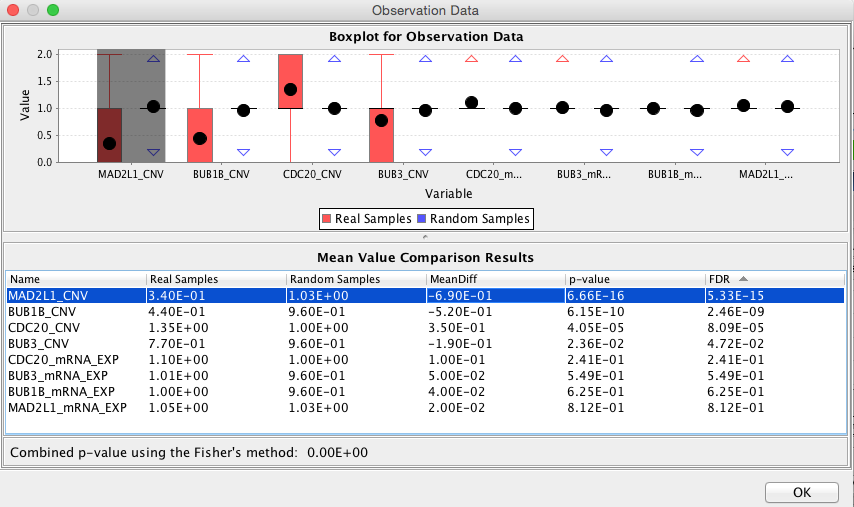 Observation Data
Boxplot for Observation Data
Value
2.0
1.5
1.0
0.5
0.0
MAD2L1_CNV BUB1B_CNV CDC20_CNV BUB3_CNV CDC20_m... BUB3_mR... BUB1B_m... MAD2L1_...
Variable
Real Samples Random Samples
Mean Value Comparison Results
Name Real Samples Random Samples MeanDiff p-value FDR
MAD2L1_CNV 3.40E-01 1.03E+00 -6.90E-01 6.66E-16 5.33E-15
BUB1B_CNV 4.40E-01 9.60E-01 -5.20E-01 6.15E-10 2.46E-09
CDC20_CNV 1.35E+00 1.00E+00 3.50E-01 4.05E-05 8.09E-05
BUB3_CNV 7.70E-01 9.60E-01 -1.90E-01 2.36E-02 4.72E-02
CDC20_mRNA_EXP 1.10E+00 1.00E+00 1.00E-01 2.41E-01 2.41E-01
BUB3_mRNA_EXP 1.01E+00 9.60E-01 5.00E-02 5.49E-01 5.49E-01
BUB1B_mRNA_EXP 1.00E+00 9.60E-01 4.00E-02 6.25E-01 6.25E-01
MAD2L1_mRNA_EXP 1.05E+00 1.03E+00 2.00E-02 8.12E-01 8.12E-01
Combined p-value using the Fisher's method: 0.00E+00
OK